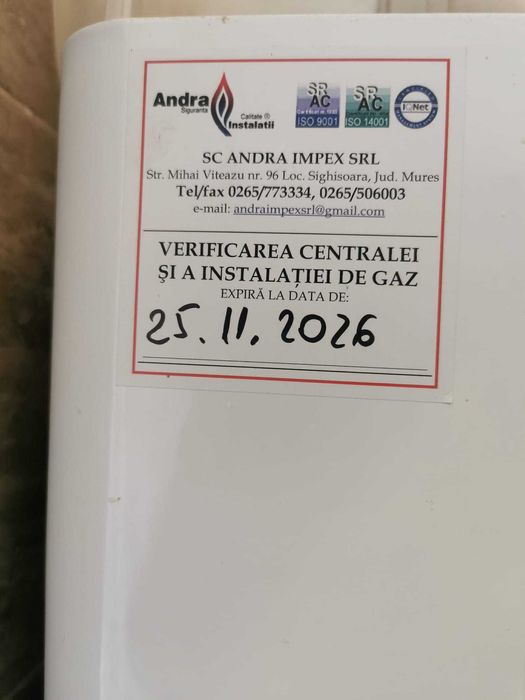 Andra
Siguranta
Calitate ®
Instalatii
SR
AC
ISO 9001
SR
AC
ISO 14001
IQNet
SC ANDRA IMPEX SRL
Str. Mihai Viteazu nr. 96 Loc. Sighisoara, Jud. Mures
Tel/fax 0265/773334, 0265/506003
e-mail: andraimpexsrl@gmail.com
VERIFICAREA CENTRALEI
ŞI A INSTALAȚIEI DE GAZ
EXPIRĂ LA DATA DE:
25.11.2026